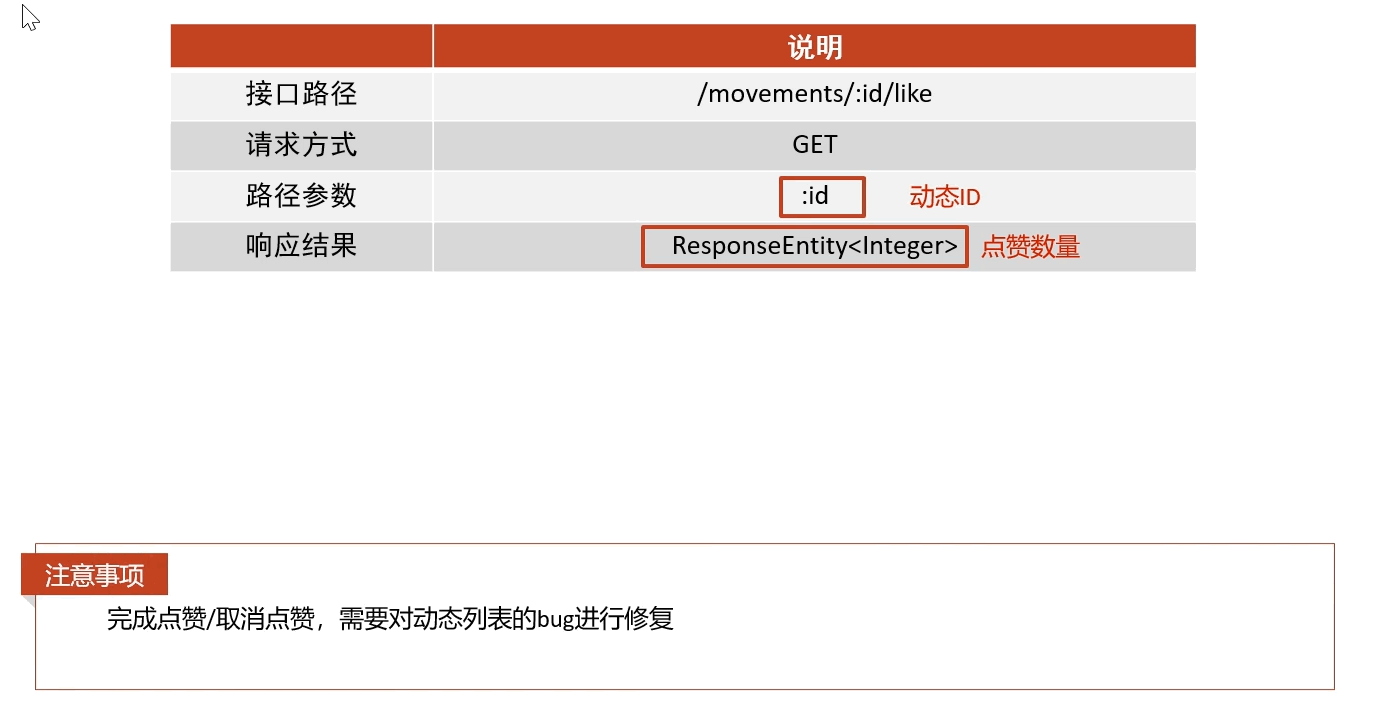 说明
接口路径 /movements/:id/like
请求方式 GET
路径参数 :id 动态ID
响应结果 ResponseEntity<Integer> 点赞数量
注意事项
完成点赞/取消点赞，需要对动态列表的bug进行修复